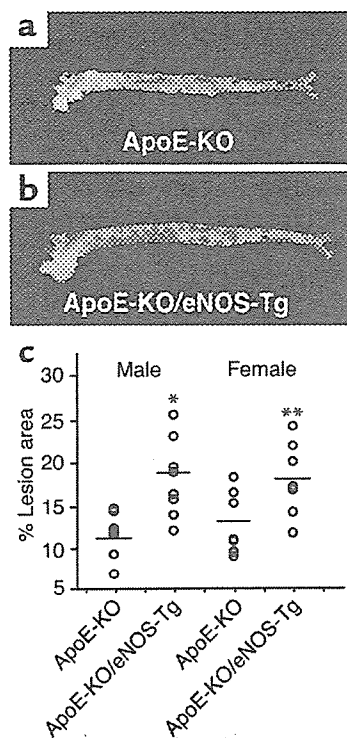 a
ApoE-KO
b
ApoE-KO/eNOS-Tg
c
Male Female
30
25
20
15
10
5
% Lesion area
*
**
ApoE-KO
ApoE-KO/eNOS-Tg
ApoE-KO
ApoE-KO/eNOS-Tg